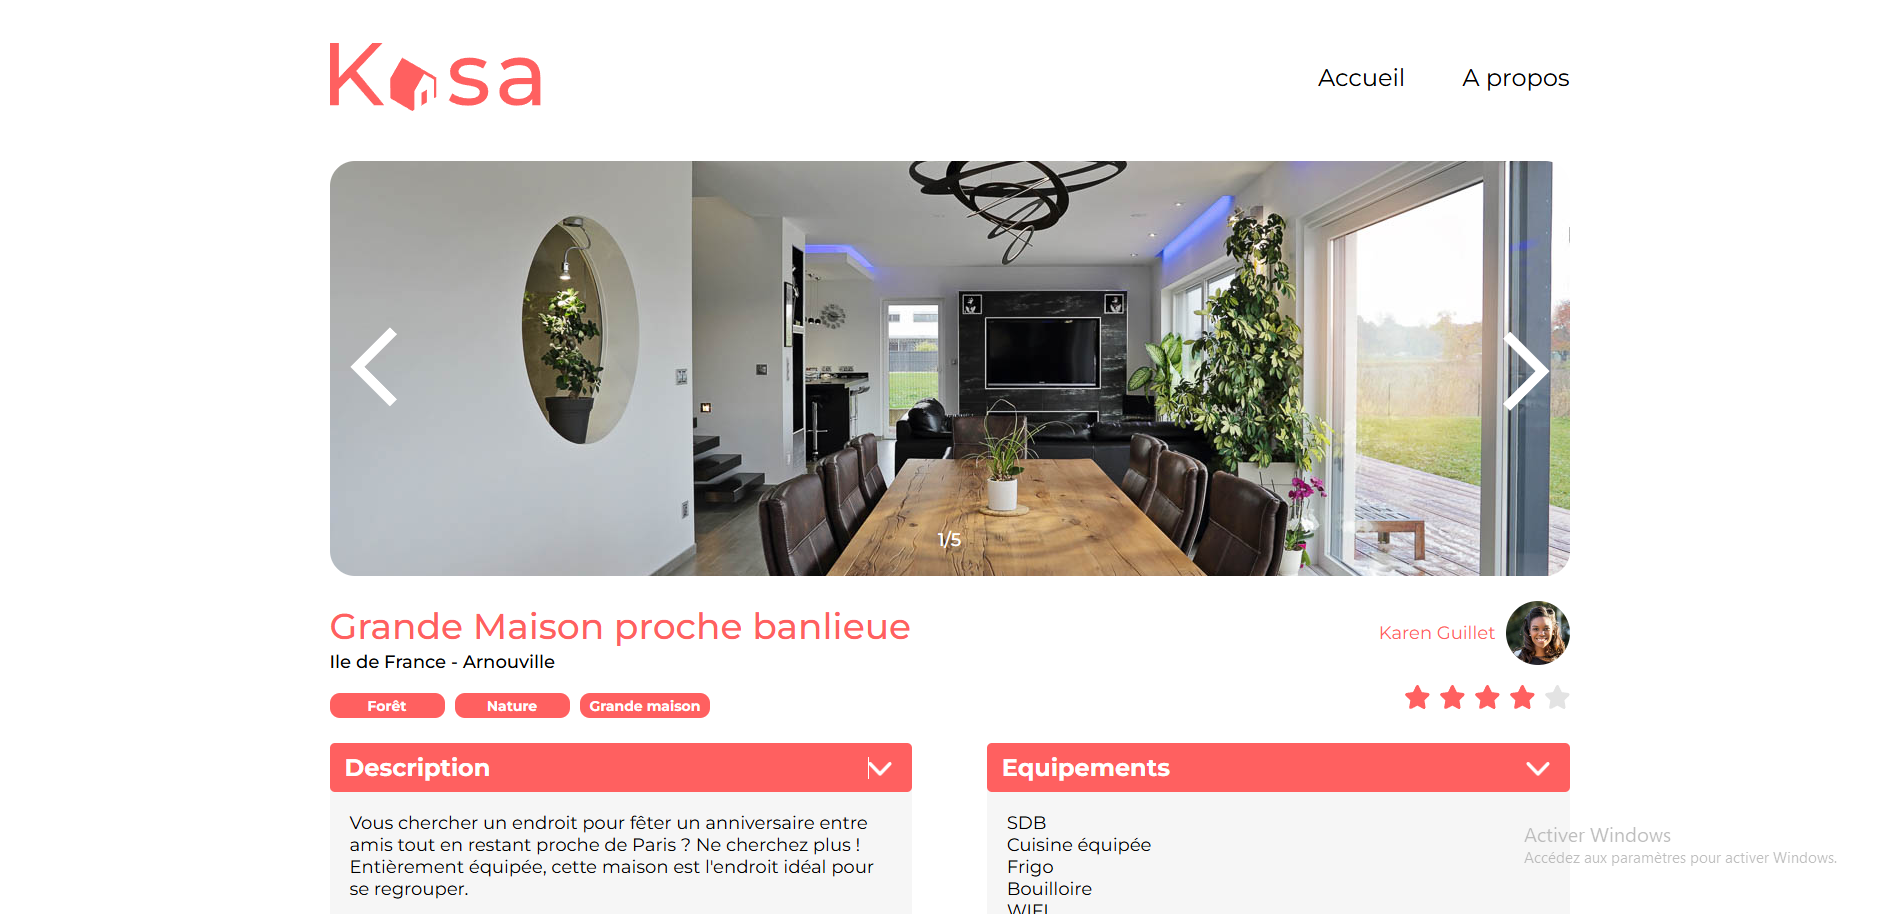 Kasa
Accueil
A propos
1/5
Grande Maison proche banlieue
Ile de France - Arnouville
Karen Guillet
Forêt
Nature
Grande maison
Description
Vous chercher un endroit pour fêter un anniversaire entre
amis tout en restant proche de Paris ? Ne cherchez plus !
Entièrement équipée, cette maison est l'endroit idéal pour
se regrouper.
Equipements
SDB
Cuisine équipée
Frigo
Bouilloire
WIFI
Activer Windows
Accédez aux paramètres pour activer Windows.